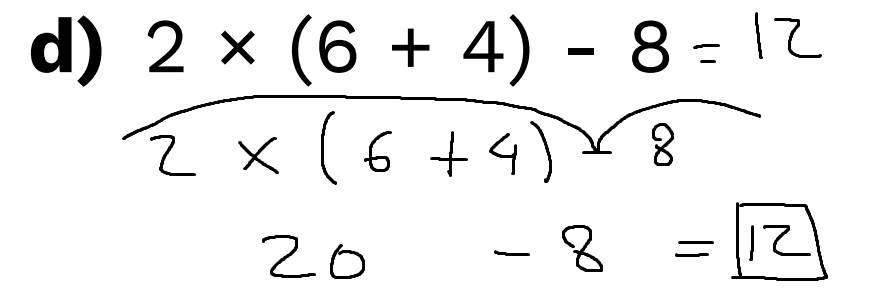 d) 2 × (6 + 4) - 8 = 12
2 × (6 + 4) - 8
20 - 8 = 12